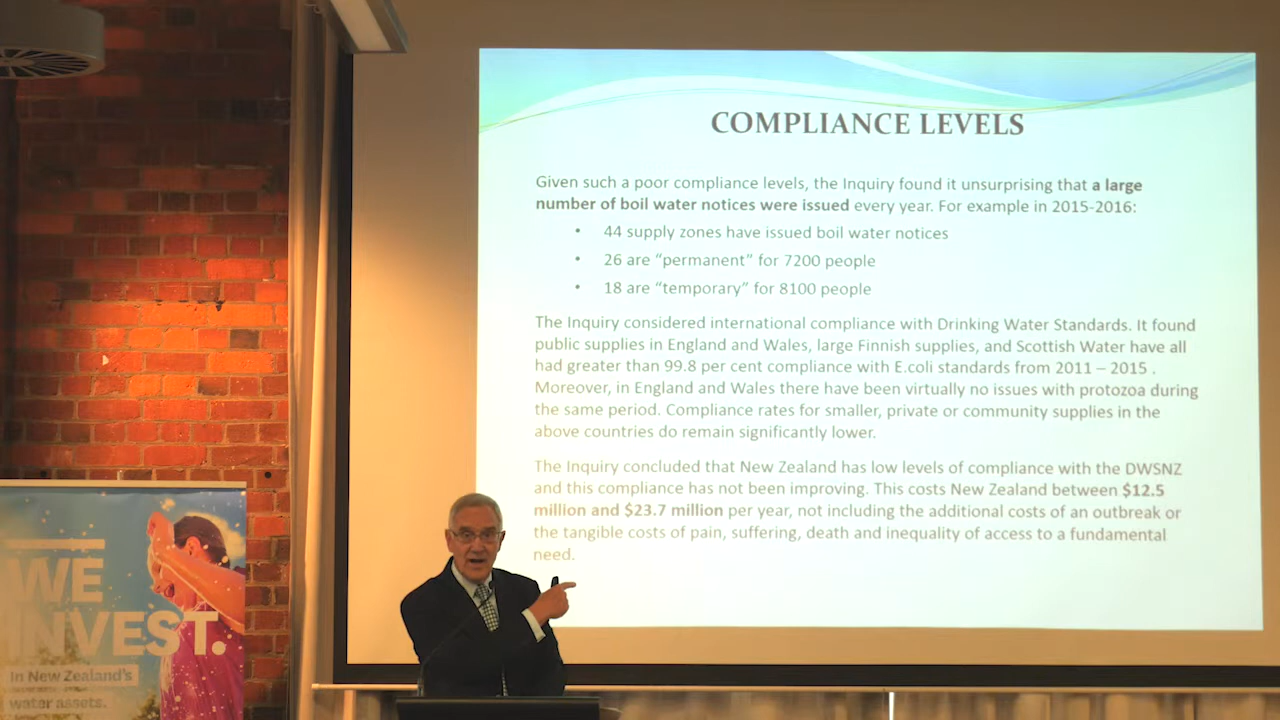 COMPLIANCE LEVELS
Given such a poor compliance levels, the Inquiry found it unsurprising that a large
number of boil water notices were issued every year. For example in 2015-2016:
• 44 supply zones have issued boil water notices
• 26 are “permanent” for 7200 people
• 18 are “temporary” for 8100 people
The Inquiry considered international compliance with Drinking Water Standards. It found
public supplies in England and Wales, large Finnish supplies, and Scottish Water have all
had greater than 99.8 per cent compliance with E.coli standards from 2011 – 2015 .
Moreover, in England and Wales there have been virtually no issues with protozoa during
the same period. Compliance rates for smaller, private or community supplies in the
above countries do remain significantly lower.
The Inquiry concluded that New Zealand has low levels of compliance with the DWSNZ
and this compliance has not been improving. This costs New Zealand between $12.5
million and $23.7 million per year, not including the additional costs of an outbreak or
the tangible costs of pain, suffering, death and inequality of access to a fundamental
need.
WE
INVEST.
In New Zealand's
water assets.